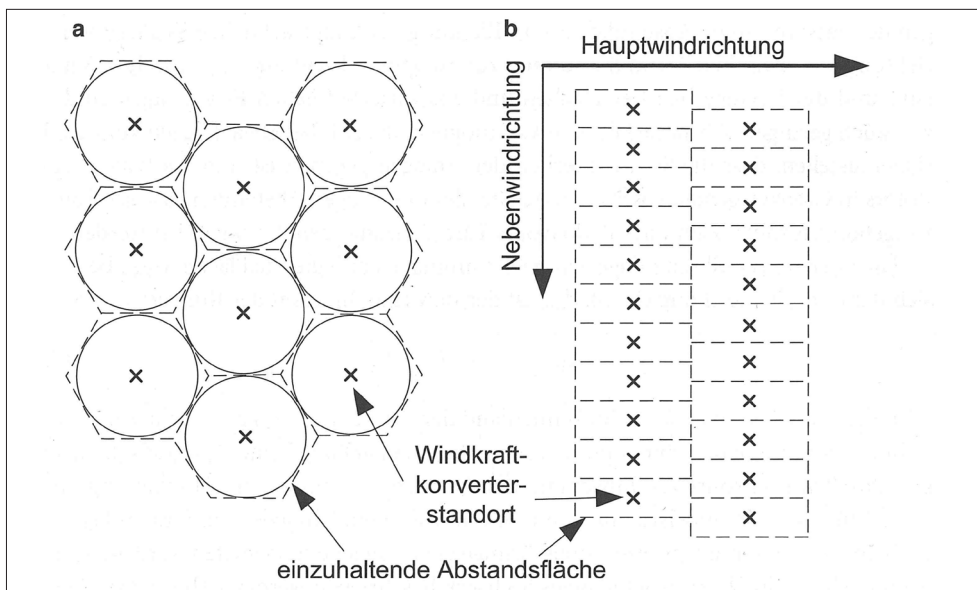 a
b
Hauptwindrichtung
Nebenwindrichtung
Windkraft-
konverter-
standort
einzuhaltende Abstandsfläche